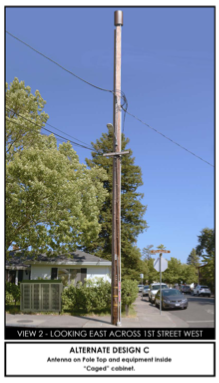 VIEW 2 - LOOKING EAST ACROSS 1ST STREET WEST
ALTERNATE DESIGN C
Antenna on Pole Top and equipment inside
"Caged" cabinet.